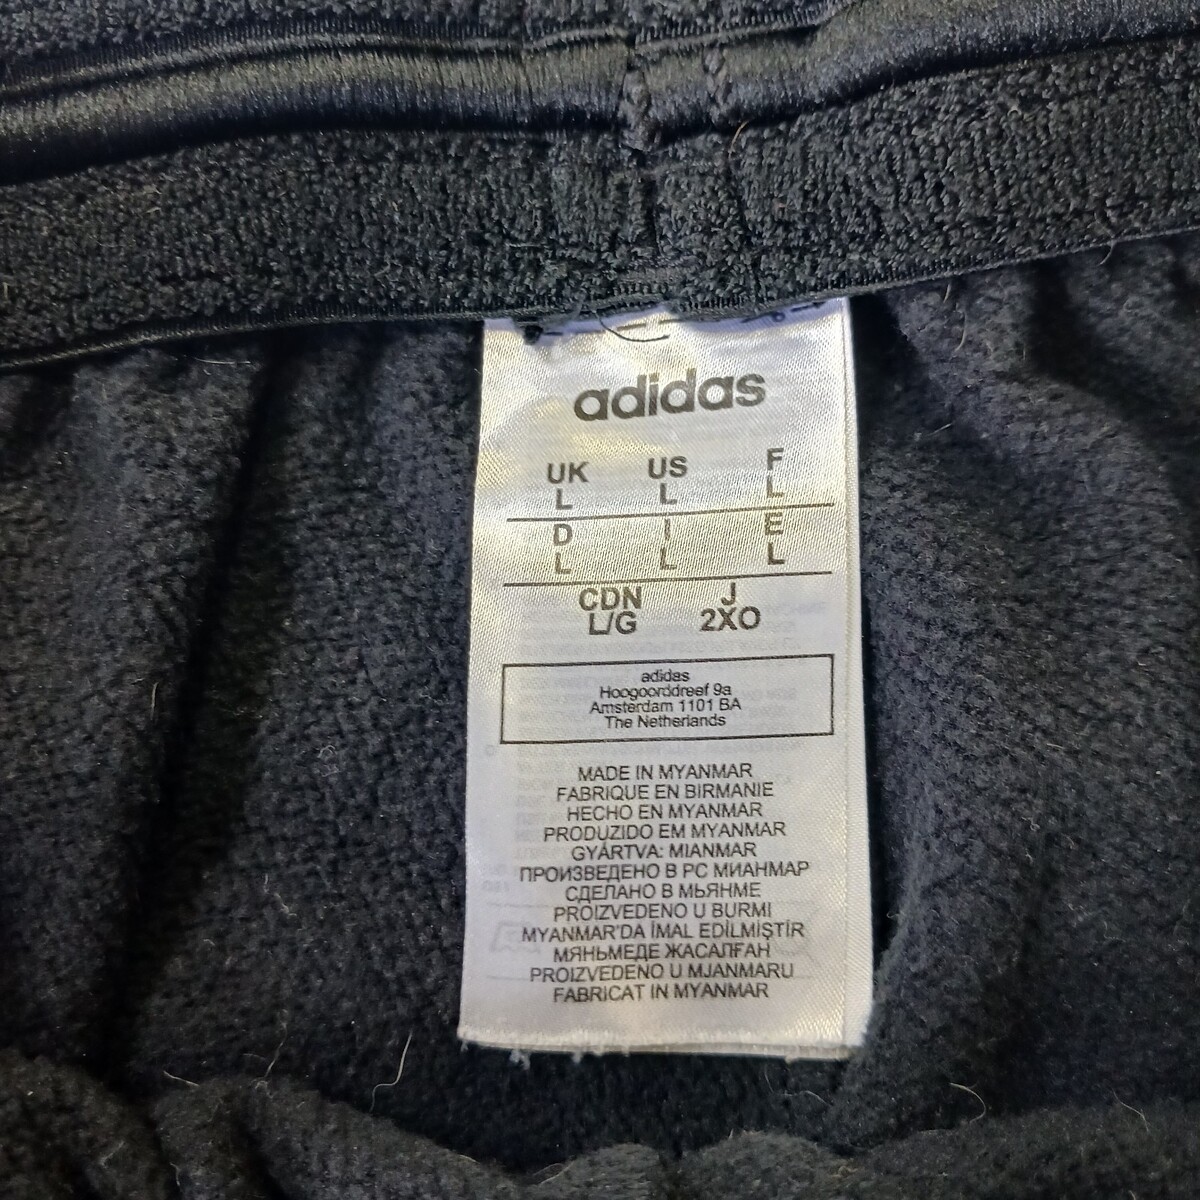 adidas
UK US F
L L L
D I E
L L L
CDN J
L/G 2XO
adidas
Hoogoorddreef 9a
Amsterdam 1101 BA
The Netherlands
MADE IN MYANMAR
FABRIQUE EN BIRMANIE
HECHO EN MYANMAR
PRODUZIDO EM MYANMAR
GYÁRTVA: MIANMAR
ПРОИЗВЕДЕНО В РС МИАНМАР
СДЕЛАНО В МЬЯНМЕ
PROIZVEDENO U BURMI
MYANMAR'DA İMAL EDİLMİŞTİR
МЯНЬМЕДЕ ЖАСАЛҒАН
PROIZVEDENO U MJANMARU
FABRICAT IN MYANMAR